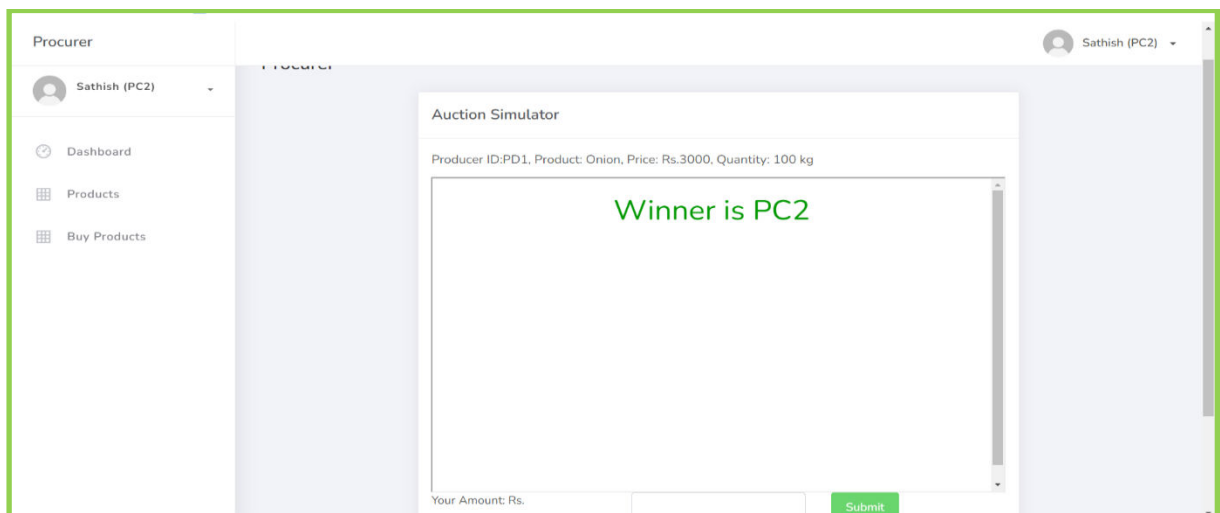 Procurer
Sathish (PC2)
Sathish (PC2)
Dashboard
Products
Buy Products
Procurer
Auction Simulator
Producer ID:PD1, Product: Onion, Price: Rs.3000, Quantity: 100 kg
Winner is PC2
Your Amount: Rs.
Submit